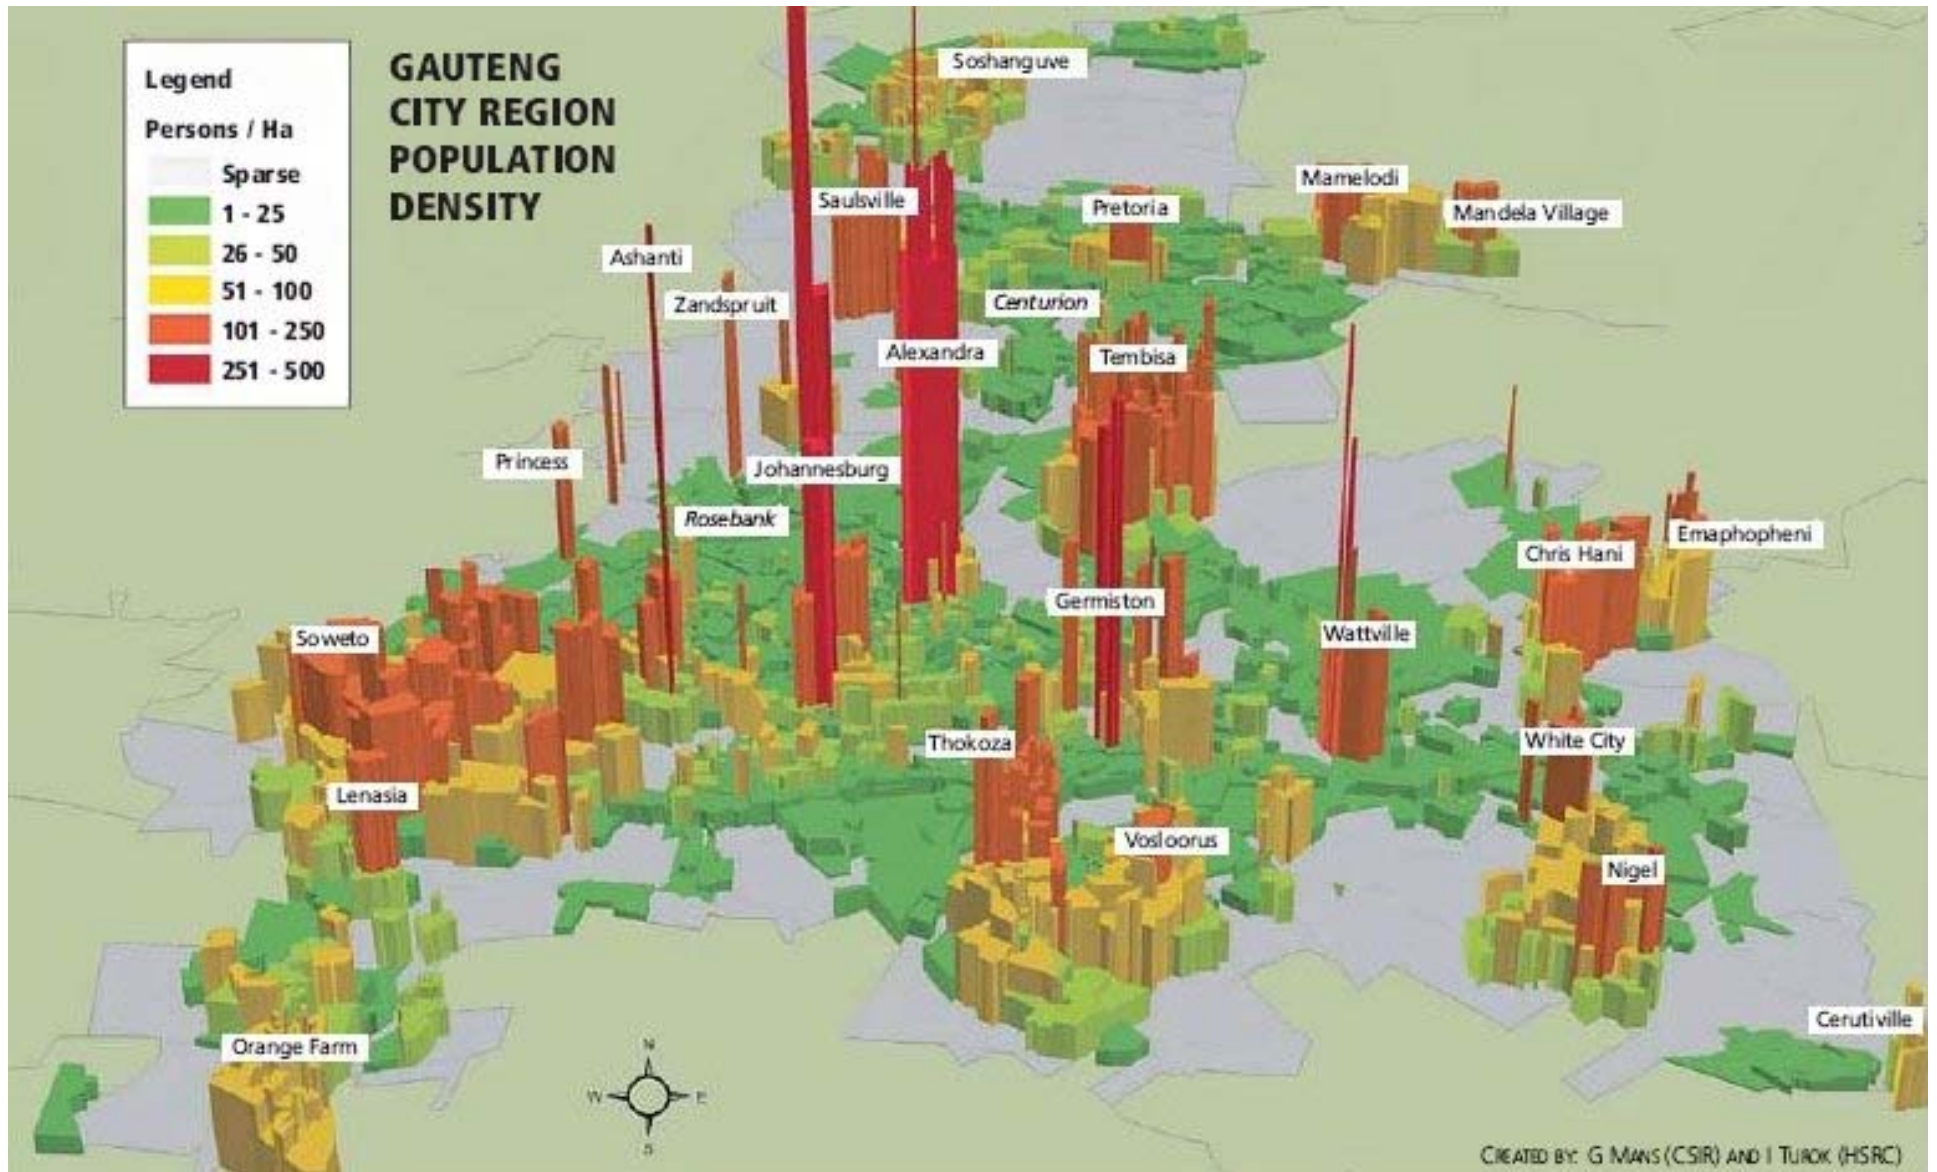 Legend
Persons / Ha
Sparse
1 - 25
26 - 50
51 - 100
101 - 250
251 - 500
GAUTENG
CITY REGION
POPULATION
DENSITY
Soshanguve
Mamelodi
Saulsville
Pretoria
Mandela Village
Ashanti
Zandspruit
Centurion
Alexandra
Tembisa
Princess
Johannesburg
Rosebank
Emaphopheni
Chris Hani
Germiston
Soweto
Wattville
Thokoza
White City
Lenasia
Vosloorus
Nigel
Cerutiville
Orange Farm
N
W E
S
CREATED BY: G MANS (CSIR) AND I TUROK (HSRC)